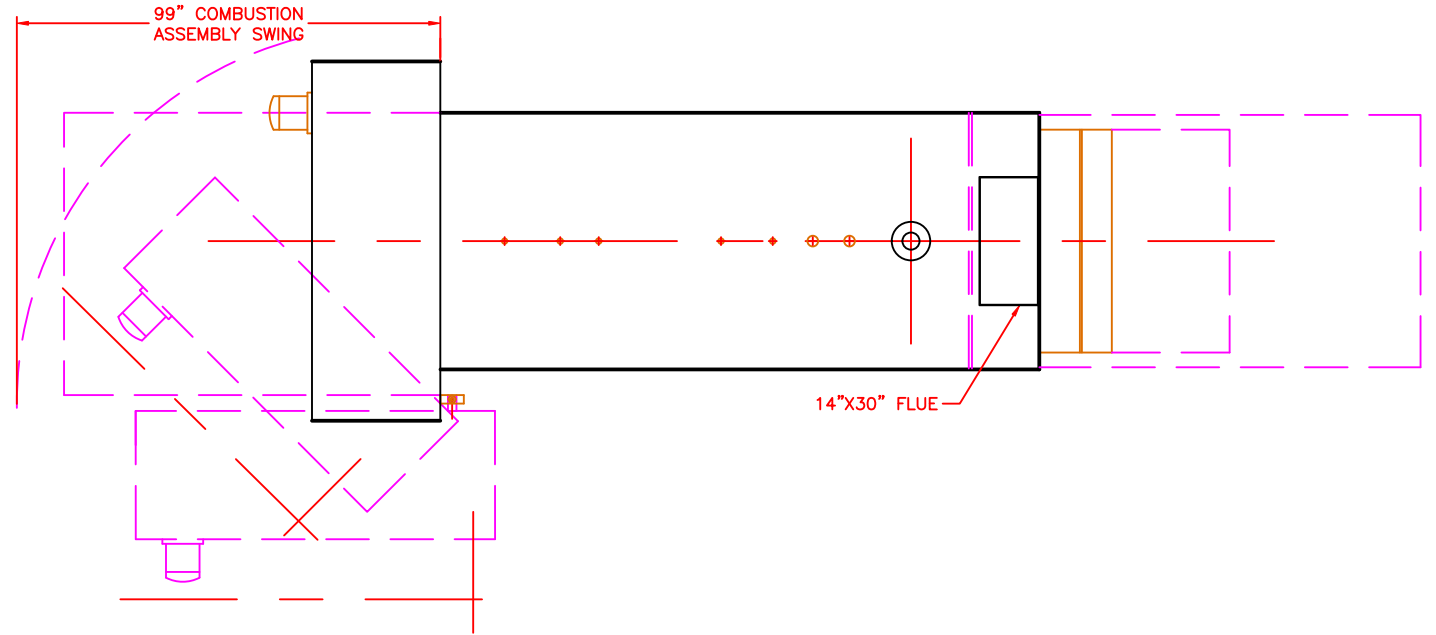 99” COMBUSTION
ASSEMBLY SWING
14”X30” FLUE